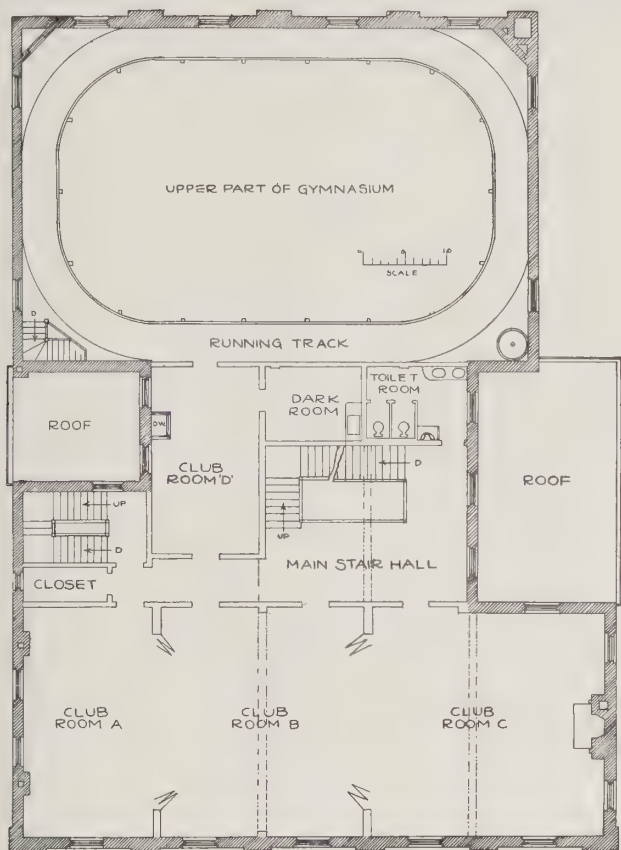 UPPER PART OF GYMNASIUM
0 10
SCALE
D
RUNNING TRACK
ROOF
D.W.
DARK
ROOM
TOILET
ROOM
CLUB
ROOM 'D'
D
UP
ROOF
UP
D
MAIN STAIR HALL
CLOSET
CLUB
ROOM A
CLUB
ROOM B
CLUB
ROOM C